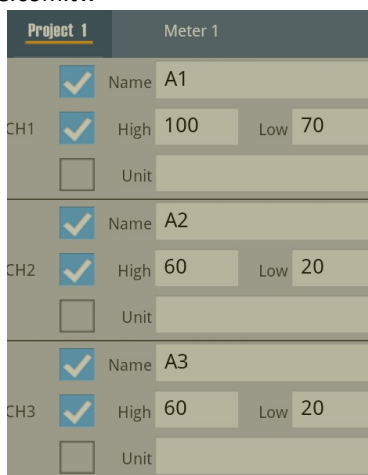 Project 1 Meter 1
Name A1
CH1 High 100 Low 70
Unit
Name A2
CH2 High 60 Low 20
Unit
Name A3
CH3 High 60 Low 20
Unit